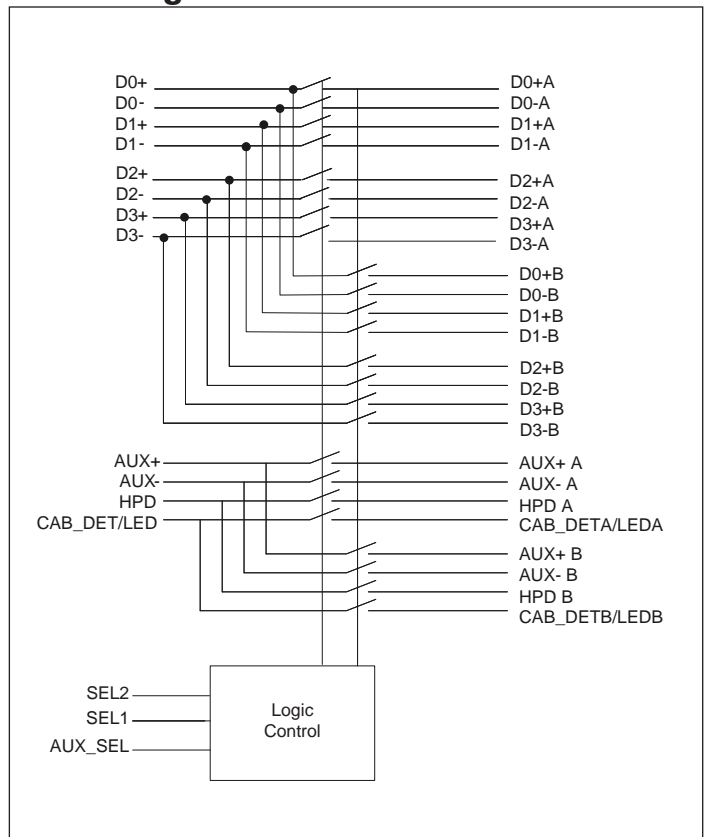 D0+
D0-
D1+
D1-
D2+
D2-
D3+
D3-
D0+A
D0-A
D1+A
D1-A
D2+A
D2-A
D3+A
D3-A
D0+B
D0-B
D1+B
D1-B
D2+B
D2-B
D3+B
D3-B
AUX+
AUX-
HPD
CAB_DET/LED
AUX+ A
AUX- A
HPD A
CAB_DETA/LEDA
AUX+ B
AUX- B
HPD B
CAB_DETB/LEDB
SEL2
SEL1
AUX_SEL
Logic
Control